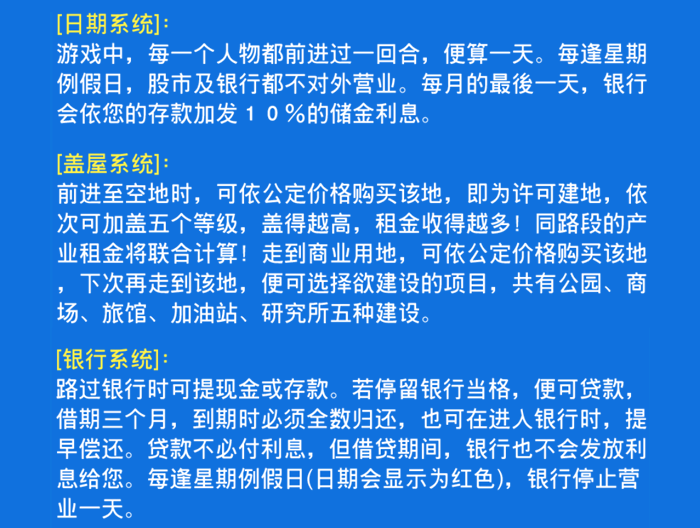 [日期系统]：
游戏中，每一个人物都前进过一回合，便算一天。每逢星期
例假日，股市及银行都不对外营业。每月的最後一天，银行
会依您的存款加发１０％的储金利息。
[盖屋系统]：
前进至空地时，可依公定价格购买该地，即为许可建地，依
次可加盖五个等级，盖得越高，租金收得越多！同路段的产
业租金将联合计算！走到商业用地，可依公定价格购买该地
，下次再走到该地，便可选择欲建设的项目，共有公园、商
场、旅馆、加油站、研究所五种建设。
[银行系统]：
路过银行时可提现金或存款。若停留银行当格，便可贷款，
借期三个月，到期时必须全数归还，也可在进入银行时，提
早偿还。贷款不必付利息，但借贷期间，银行也不会发放利
息给您。每逢星期例假日(日期会显示为红色)，银行停止营
业一天。